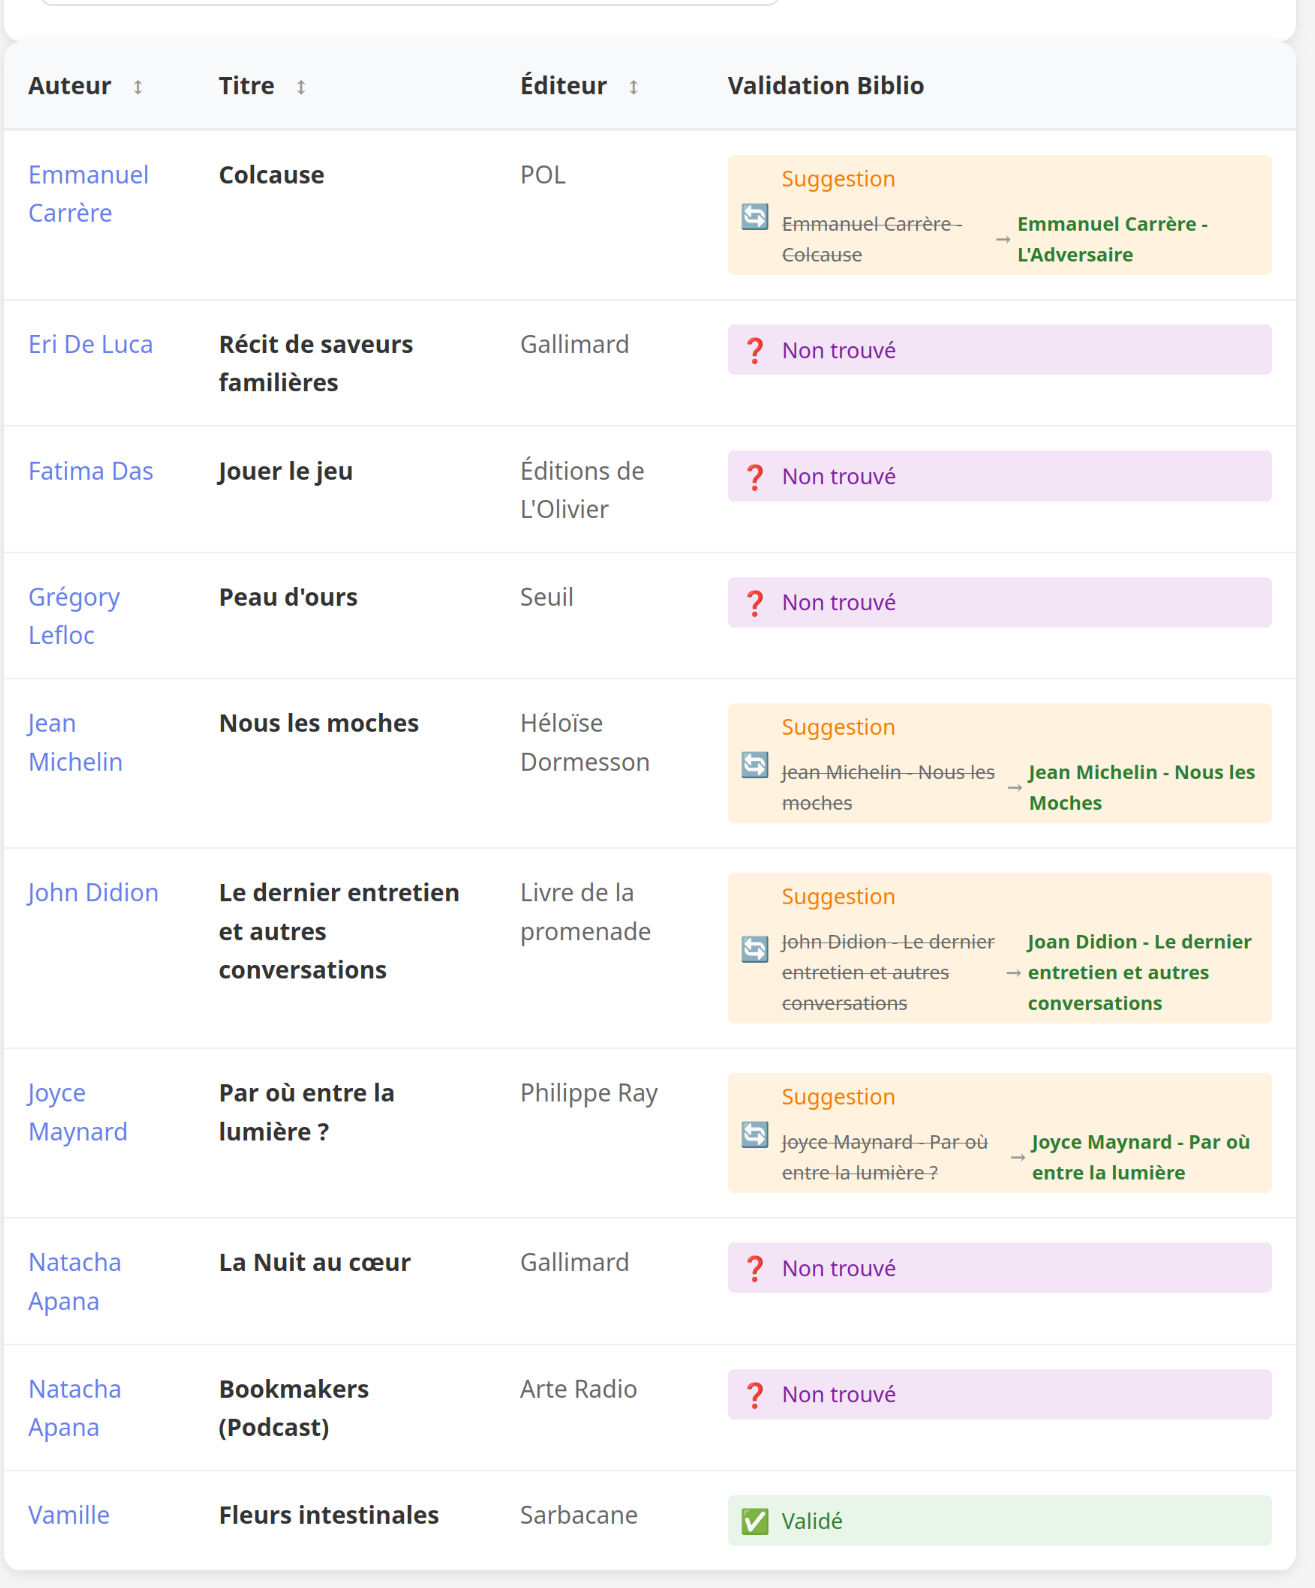 Auteur ↕ Titre ↕ Éditeur ↕ Validation Biblio
Emmanuel
Carrère
Colcause
POL
Suggestion
Emmanuel Carrère -
Colcause
→
Emmanuel Carrère -
L'Adversaire
Eri De Luca
Récit de saveurs
familières
Gallimard
Non trouvé
Fatima Das
Jouer le jeu
Éditions de
L'Olivier
Non trouvé
Grégory
Lefloc
Peau d'ours
Seuil
Non trouvé
Jean
Michelin
Nous les moches
Héloïse
Dormesson
Suggestion
Jean Michelin - Nous les
moches
→
Jean Michelin - Nous les
Moches
John Didion
Le dernier entretien
et autres
conversations
Livre de la
promenade
Suggestion
John Didion - Le dernier
entretien et autres
conversations
→
Joan Didion - Le dernier
entretien et autres
conversations
Joyce
Maynard
Par où entre la
lumière ?
Philippe Ray
Suggestion
Joyce Maynard - Par où
entre la lumière ?
→
Joyce Maynard - Par où
entre la lumière
Natacha
Apana
La Nuit au cœur
Gallimard
Non trouvé
Natacha
Apana
Bookmakers
(Podcast)
Arte Radio
Non trouvé
Vamille
Fleurs intestinales
Sarbacane
Validé